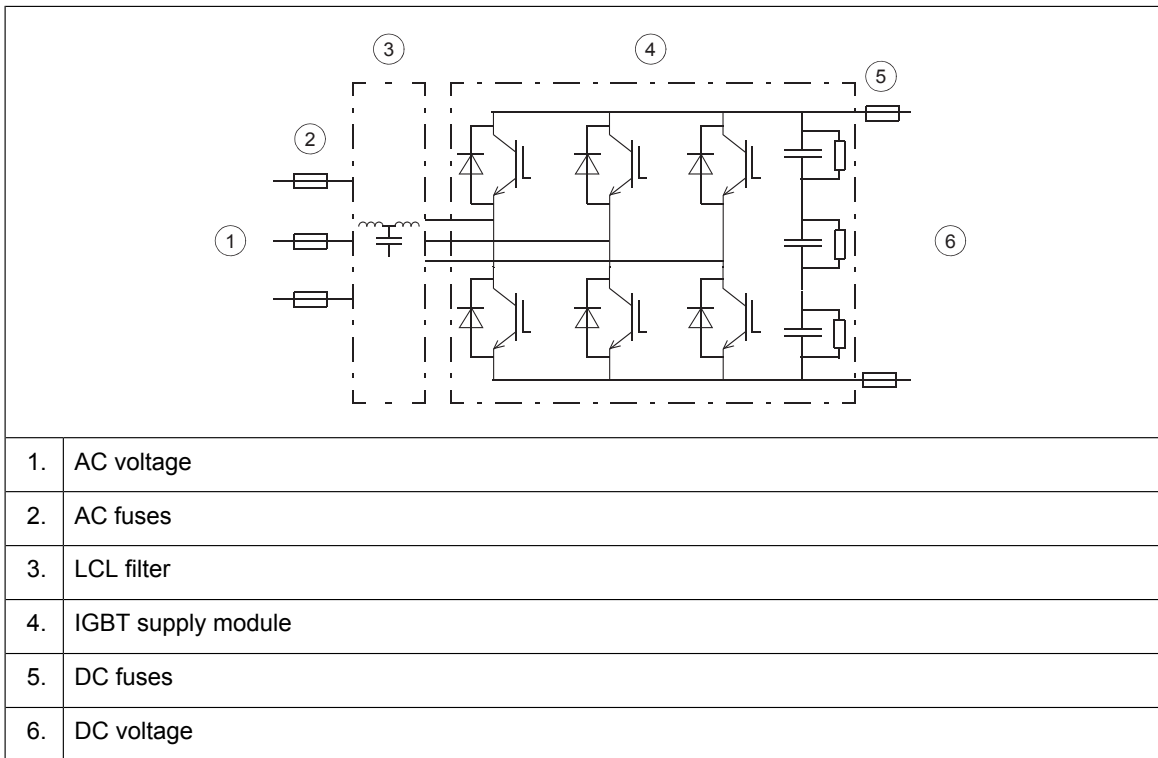 3
4
5
2
1
6
1. AC voltage
2. AC fuses
3. LCL filter
4. IGBT supply module
5. DC fuses
6. DC voltage